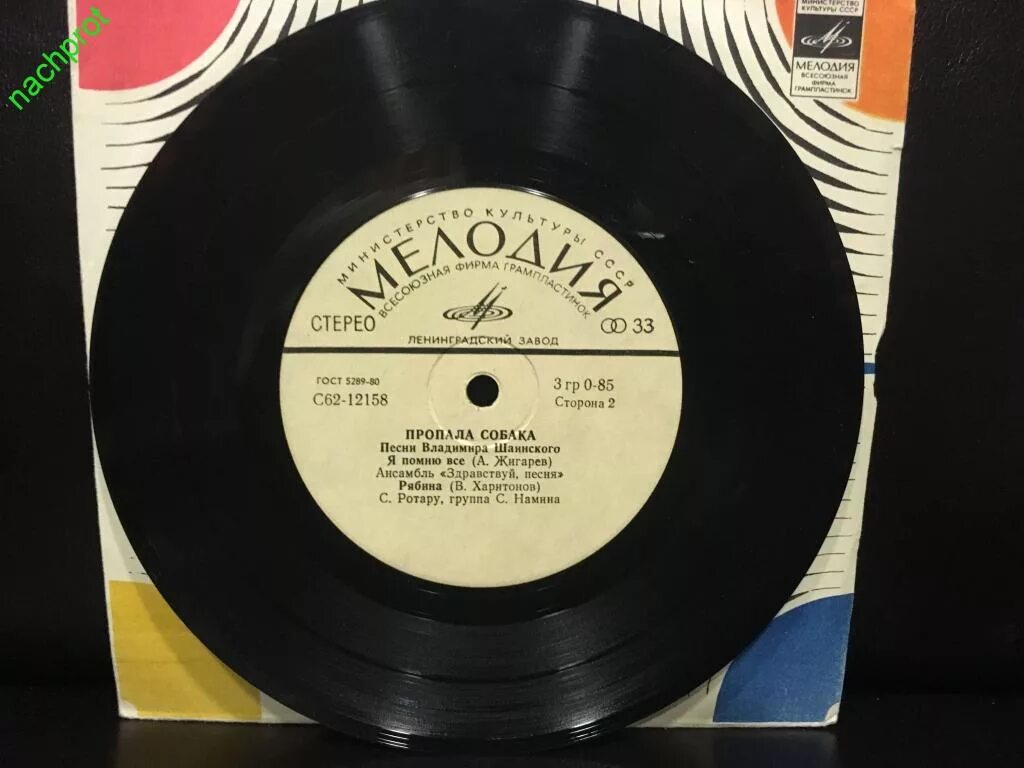 nachprot
МИНИСТЕРСТВО
КУЛЬТУРЫ СССР
МЕЛОДИЯ
ВСЕСОЮЗНАЯ
ФИРМА
ГРАМПЛАСТИНОК
МИНИСТЕРСТВО КУЛЬТУРЫ СССР
МЕЛОДИЯ
ВСЕСОЮЗНАЯ ФИРМА ГРАМПЛАСТИНОК
СТЕРЕО 33
ЛЕНИНГРАДСКИЙ ЗАВОД
ГОСТ 5289-80 3 гр 0-85
С62-12158 Сторона 2
ПРОПАЛА СОБАКА
Песни Владимира Шаинского
Я помню все (А. Жигарев)
Ансамбль «Здравствуй, песня»
Рябина (В. Харитонов)
С. Ротару, группа С. Намина